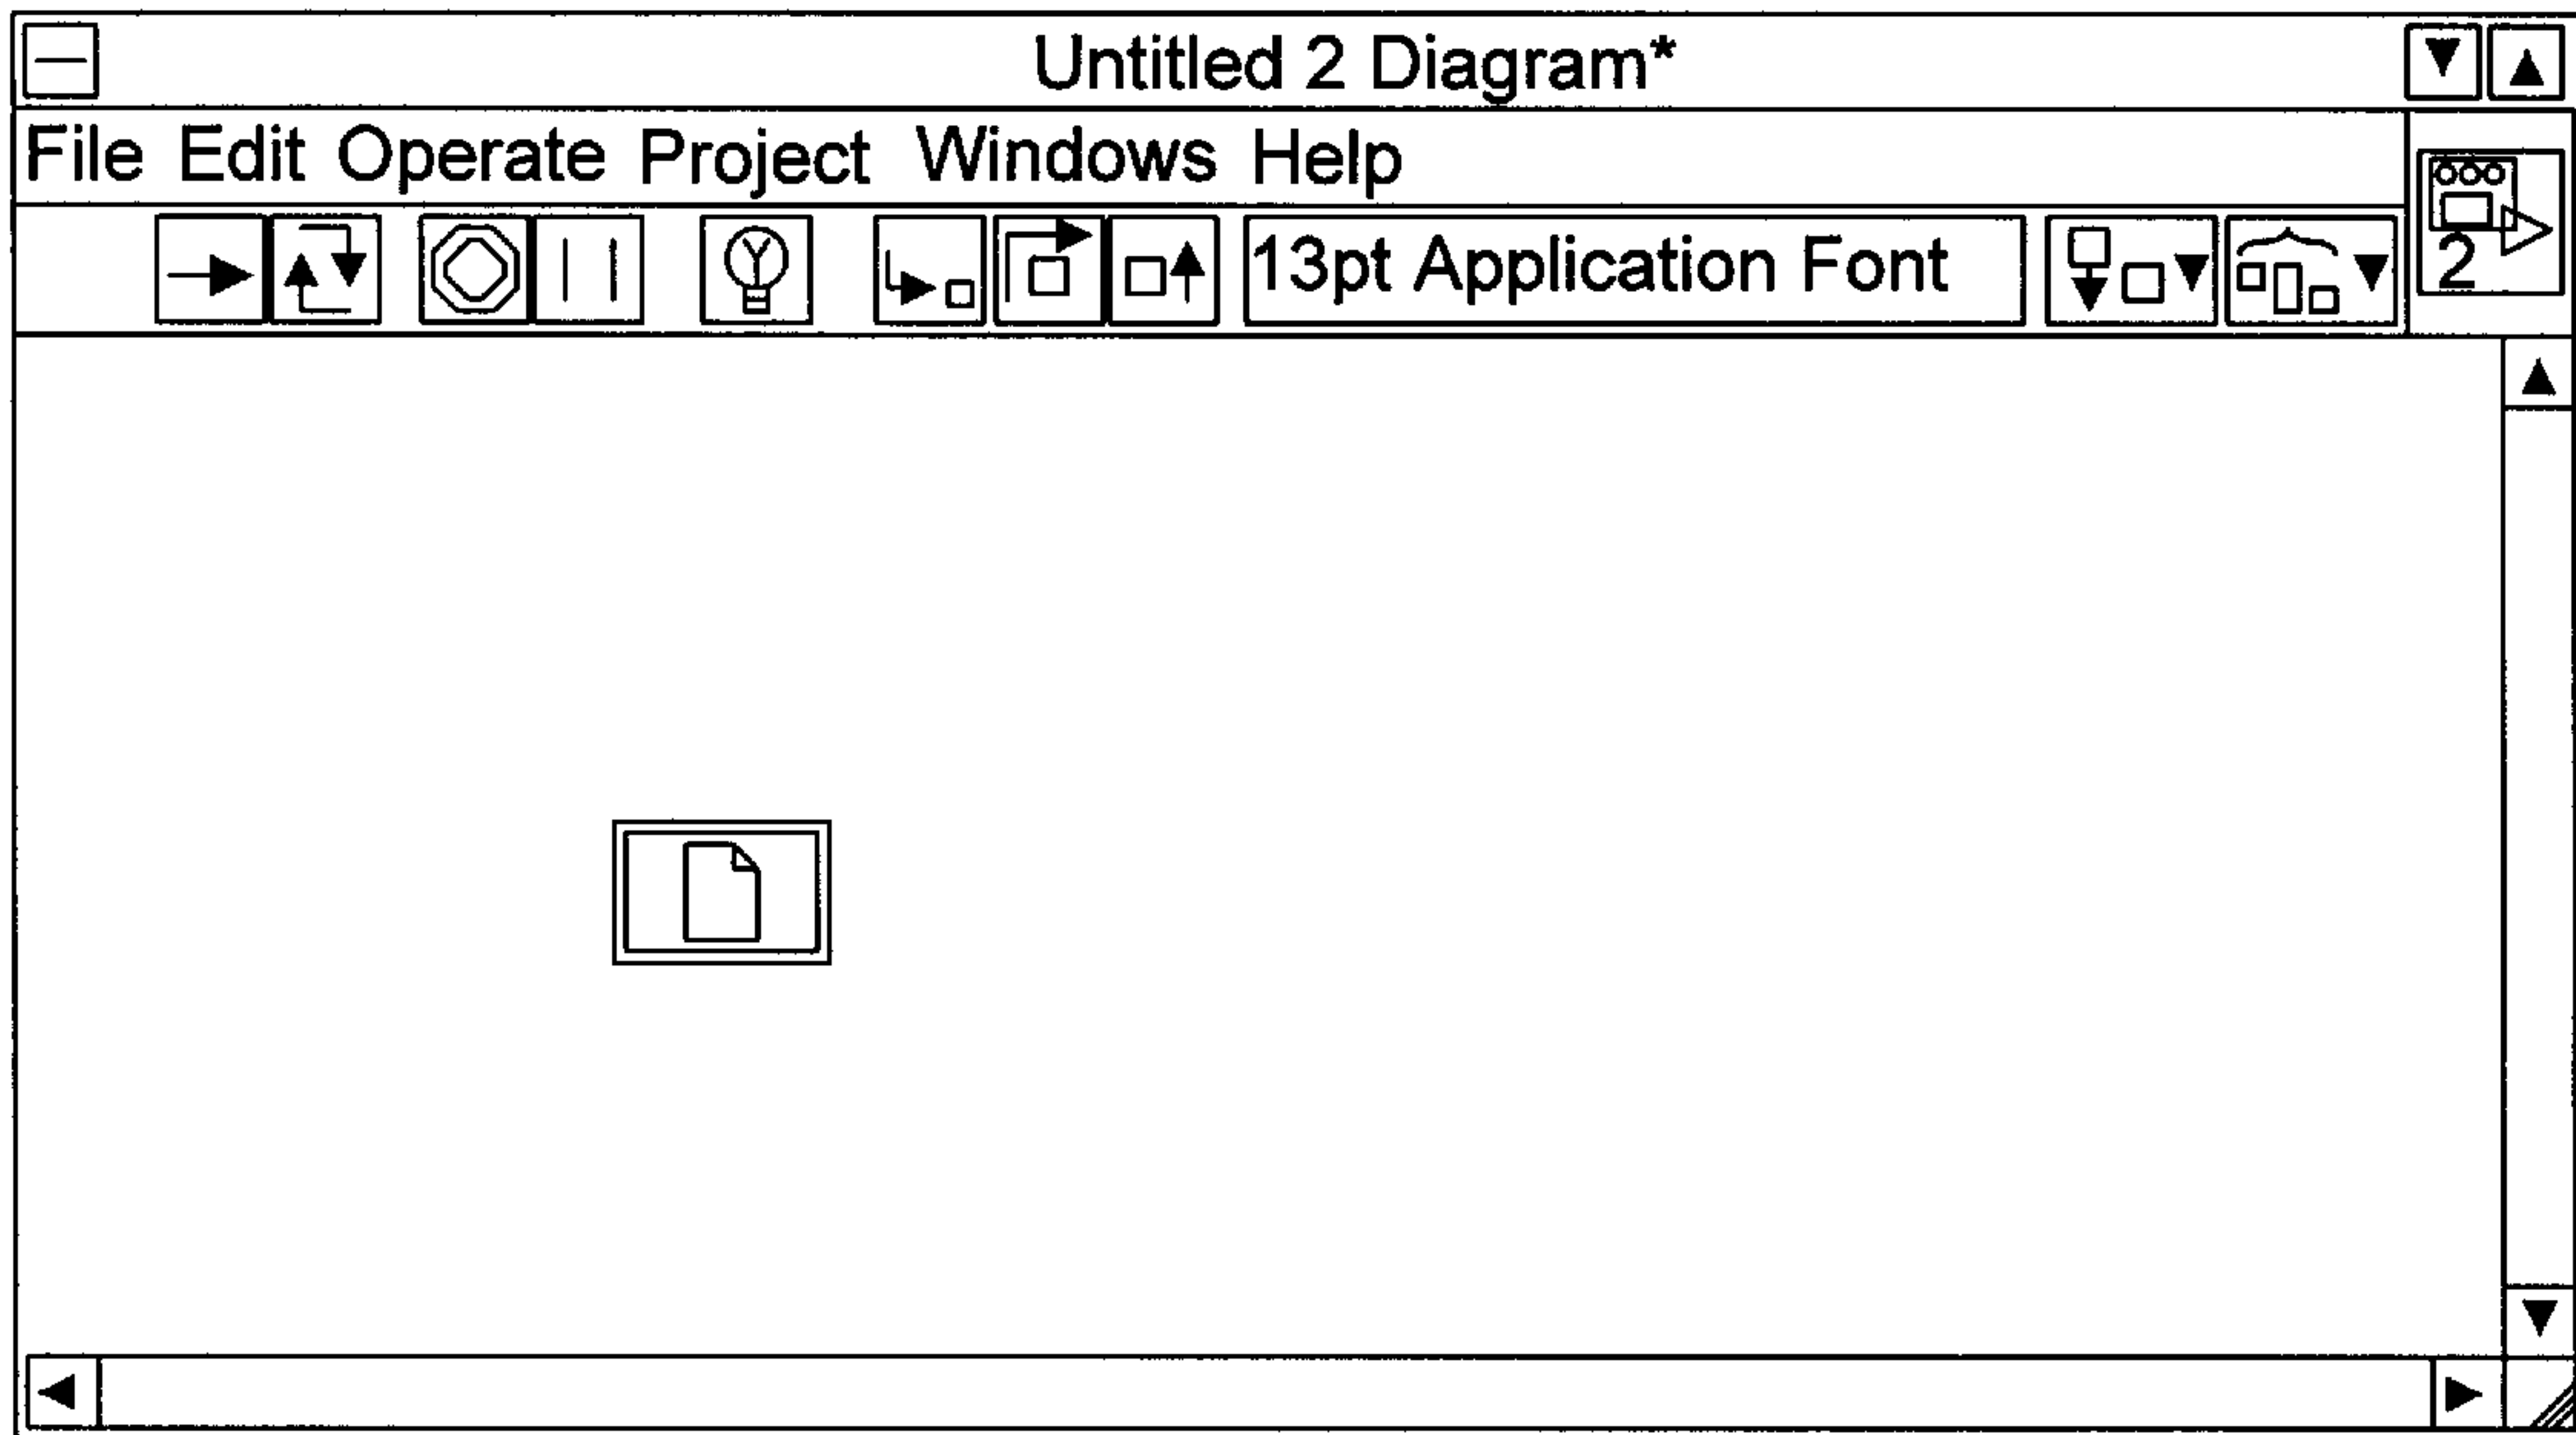 Untitled 2 Diagram*
File Edit Operate Project Windows Help
13pt Application Font
2